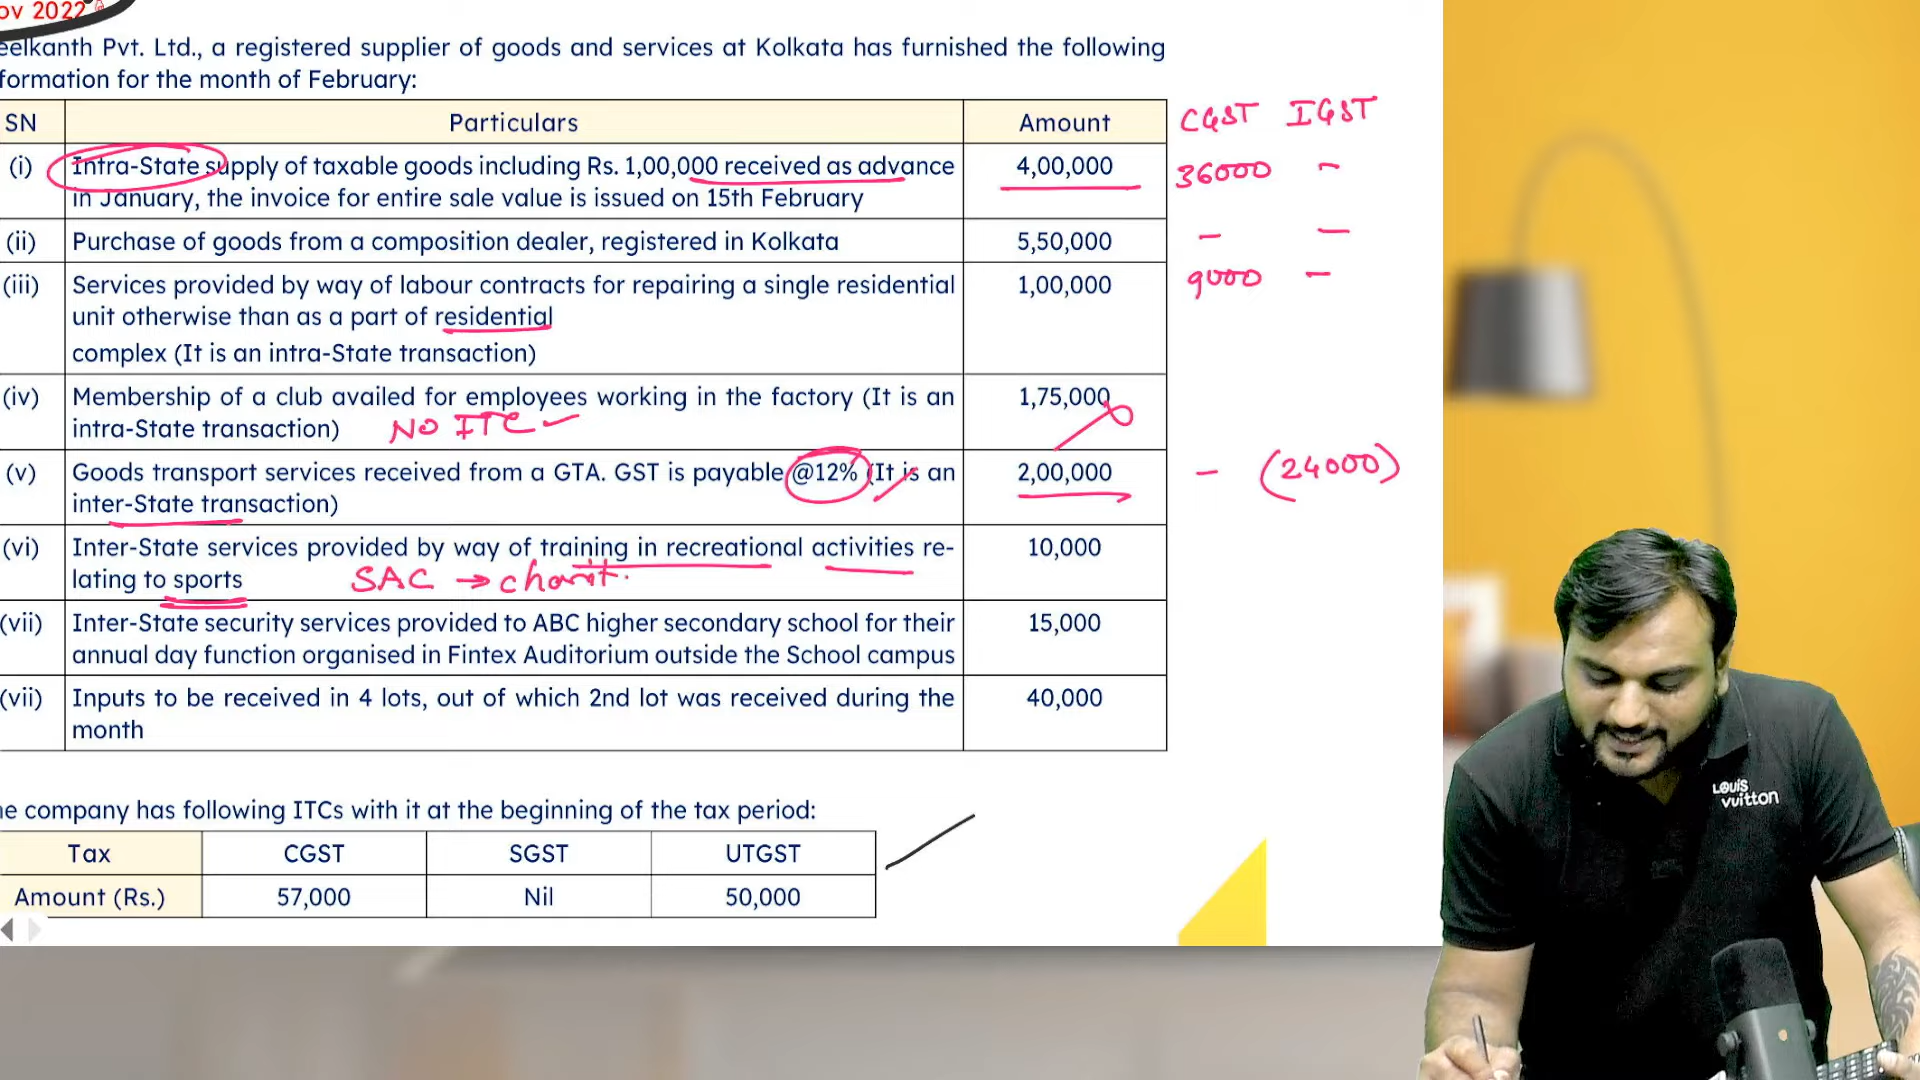 ov 2022
eelkanth Pvt. Ltd., a registered supplier of goods and services at Kolkata has furnished the following
formation for the month of February:
SN Particulars Amount CGST IGST
(i) Intra-State supply of taxable goods including Rs. 1,00,000 received as advance 4,00,000 36000 -
in January, the invoice for entire sale value is issued on 15th February
(ii) Purchase of goods from a composition dealer, registered in Kolkata 5,50,000 - -
(iii) Services provided by way of labour contracts for repairing a single residential 1,00,000 9000 -
unit otherwise than as a part of residential
complex (It is an intra-State transaction)
(iv) Membership of a club availed for employees working in the factory (It is an 1,75,000
intra-State transaction) NO ITC
(v) Goods transport services received from a GTA. GST is payable @12% (It is an 2,00,000 - (24000)
inter-State transaction)
(vi) Inter-State services provided by way of training in recreational activities re- 10,000
lating to sports SAC → charit.
(vii) Inter-State security services provided to ABC higher secondary school for their 15,000
annual day function organised in Fintex Auditorium outside the School campus
(vii) Inputs to be received in 4 lots, out of which 2nd lot was received during the 40,000
month
e company has following ITCs with it at the beginning of the tax period:
Tax CGST SGST UTGST
Amount (Rs.) 57,000 Nil 50,000
Louis
vuitton